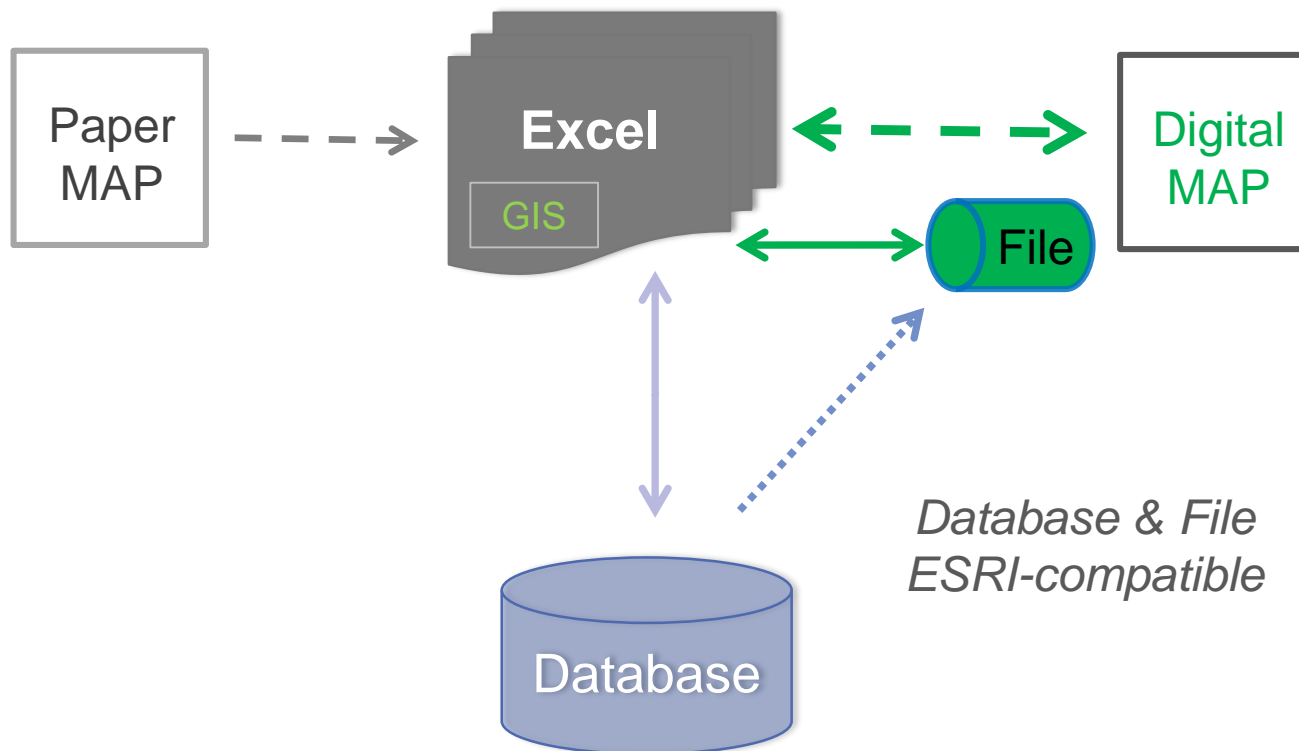 Paper
MAP
Excel
GIS
Digital
MAP
File
Database & File
ESRI-compatible
Database